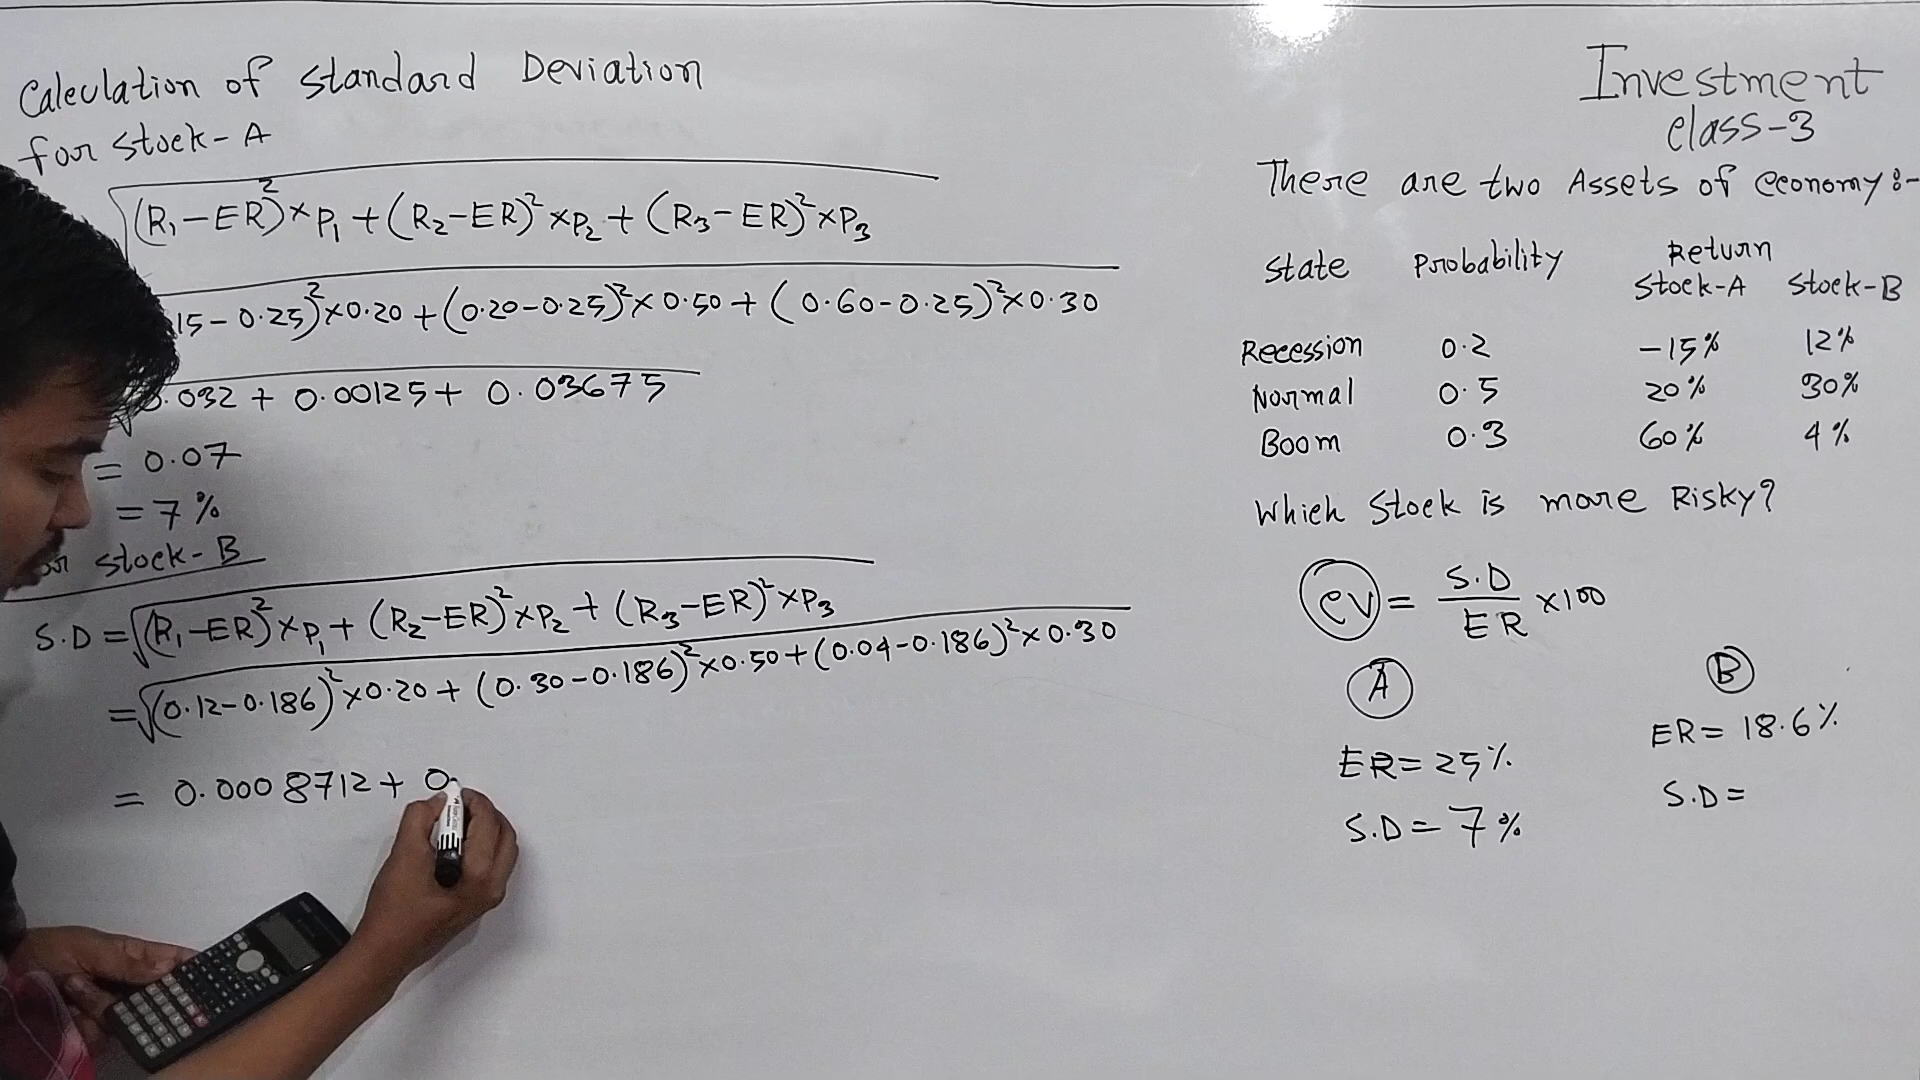 Calculation of standard Deviation
for stock-A
√(R₁-ER)²×P₁+(R₂-ER)²×P₂+(R₃-ER)²×P₃
15-0.25)²×0.20+(0.20-0.25)²×0.50+(0.60-0.25)²×0.30
.032+0.00125+0.03675
=0.07
=7%
stock-B
S.D=√(R₁-ER)²×P₁+(R₂-ER)²×P₂+(R₃-ER)²×P₃
=√(0.12-0.186)²×0.20+(0.30-0.186)²×0.50+(0.04-0.186)²×0.30
=0.0008712+0.
Investment
class-3
There are two Assets of economy:-
State Probability Return
Stock-A Stock-B
Recession 0.2 -15% 12%
Normal 0.5 20% 30%
Boom 0.3 60% 4%
Which Stock is more Risky?
CV=S.D/ER×100
A B
ER=25% ER=18.6%
S.D=7% S.D=